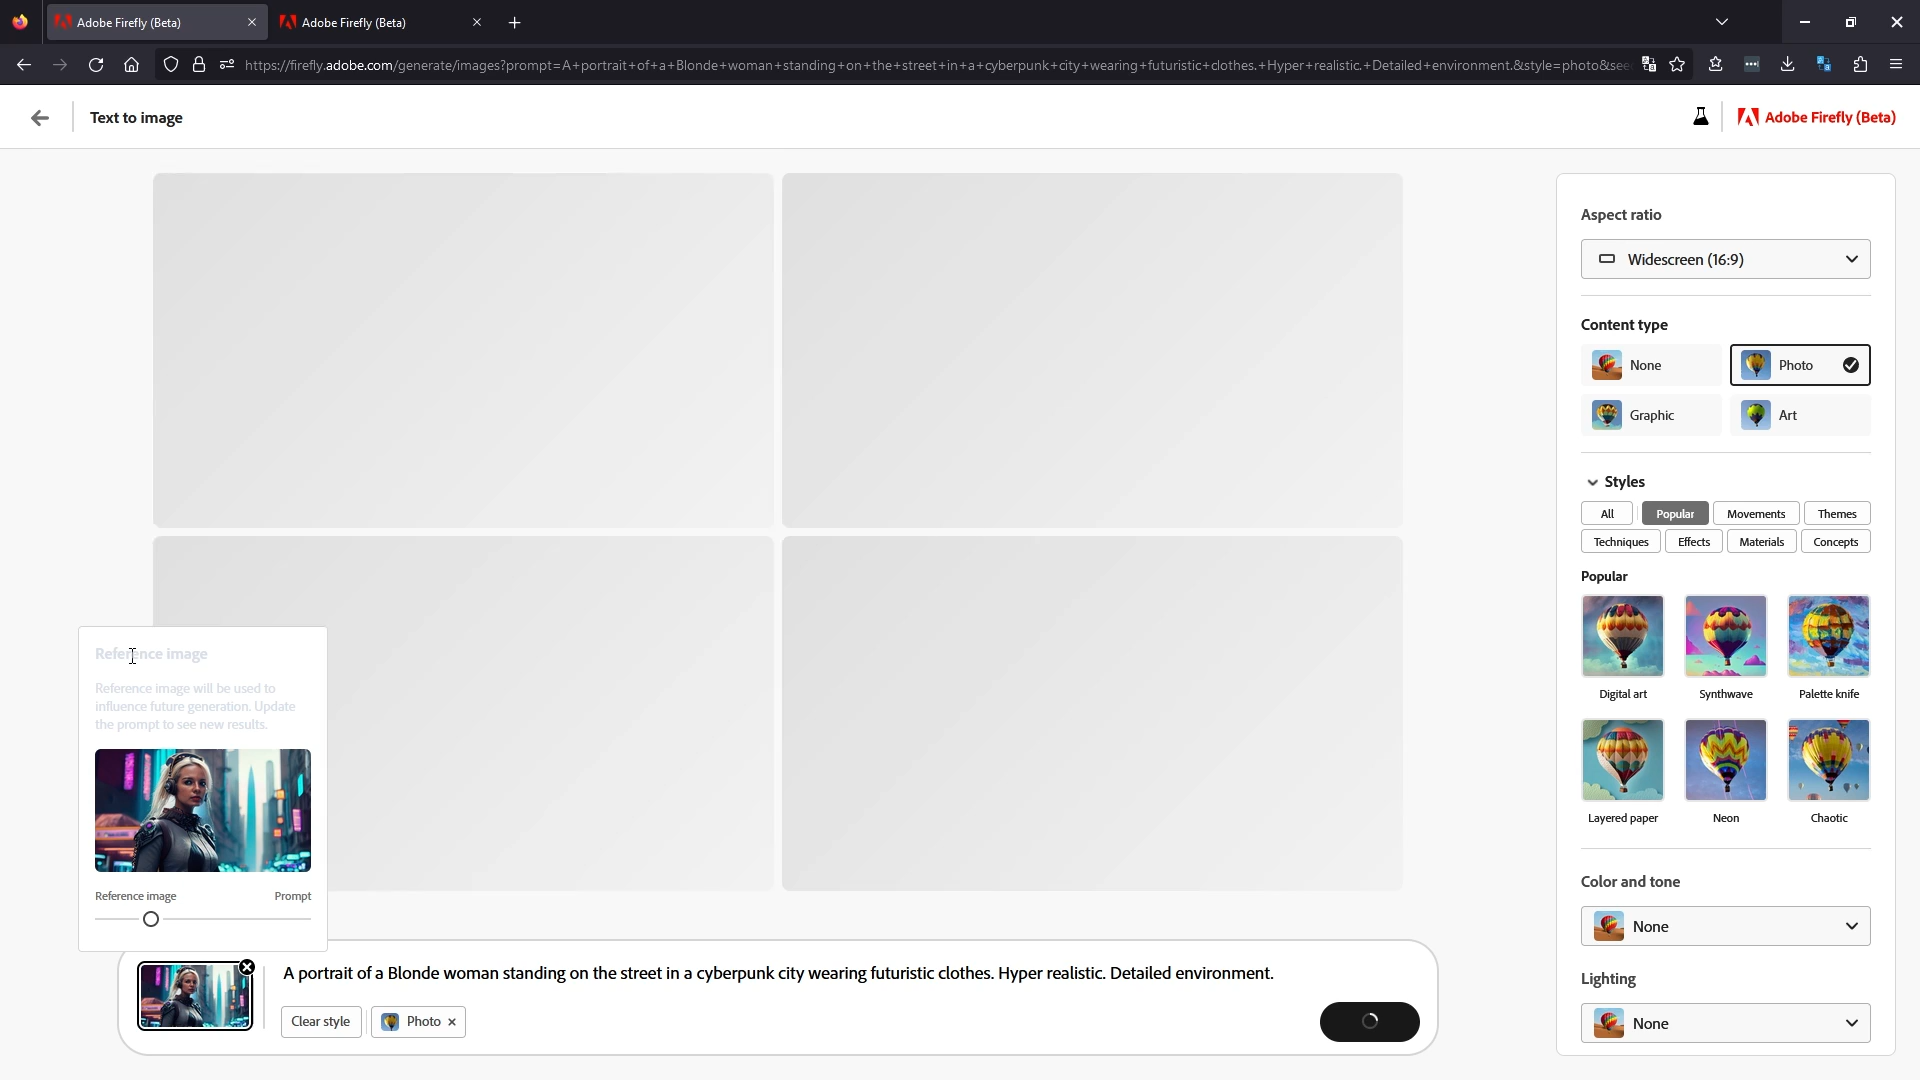 Adobe Firefly (Beta)
Adobe Firefly (Beta)
https://firefly.adobe.com/generate/images?prompt=A+portrait+of+a+Blonde+woman+standing+on+the+street+in+a+cyberpunk+city+wearing+futuristic+clothes.+Hyper+realistic.+Detailed+environment.&style=photo&see
Text to image
Adobe Firefly (Beta)
Aspect ratio
Widescreen (16:9)
Content type
None
Photo
Graphic
Art
Styles
All
Popular
Movements
Themes
Techniques
Effects
Materials
Concepts
Popular
Digital art
Synthwave
Palette knife
Layered paper
Neon
Chaotic
Color and tone
None
Lighting
None
Reference image
Reference image will be used to
influence future generation. Update
the prompt to see new results.
Reference image
Prompt
A portrait of a Blonde woman standing on the street in a cyberpunk city wearing futuristic clothes. Hyper realistic. Detailed environment.
Clear style
Photo